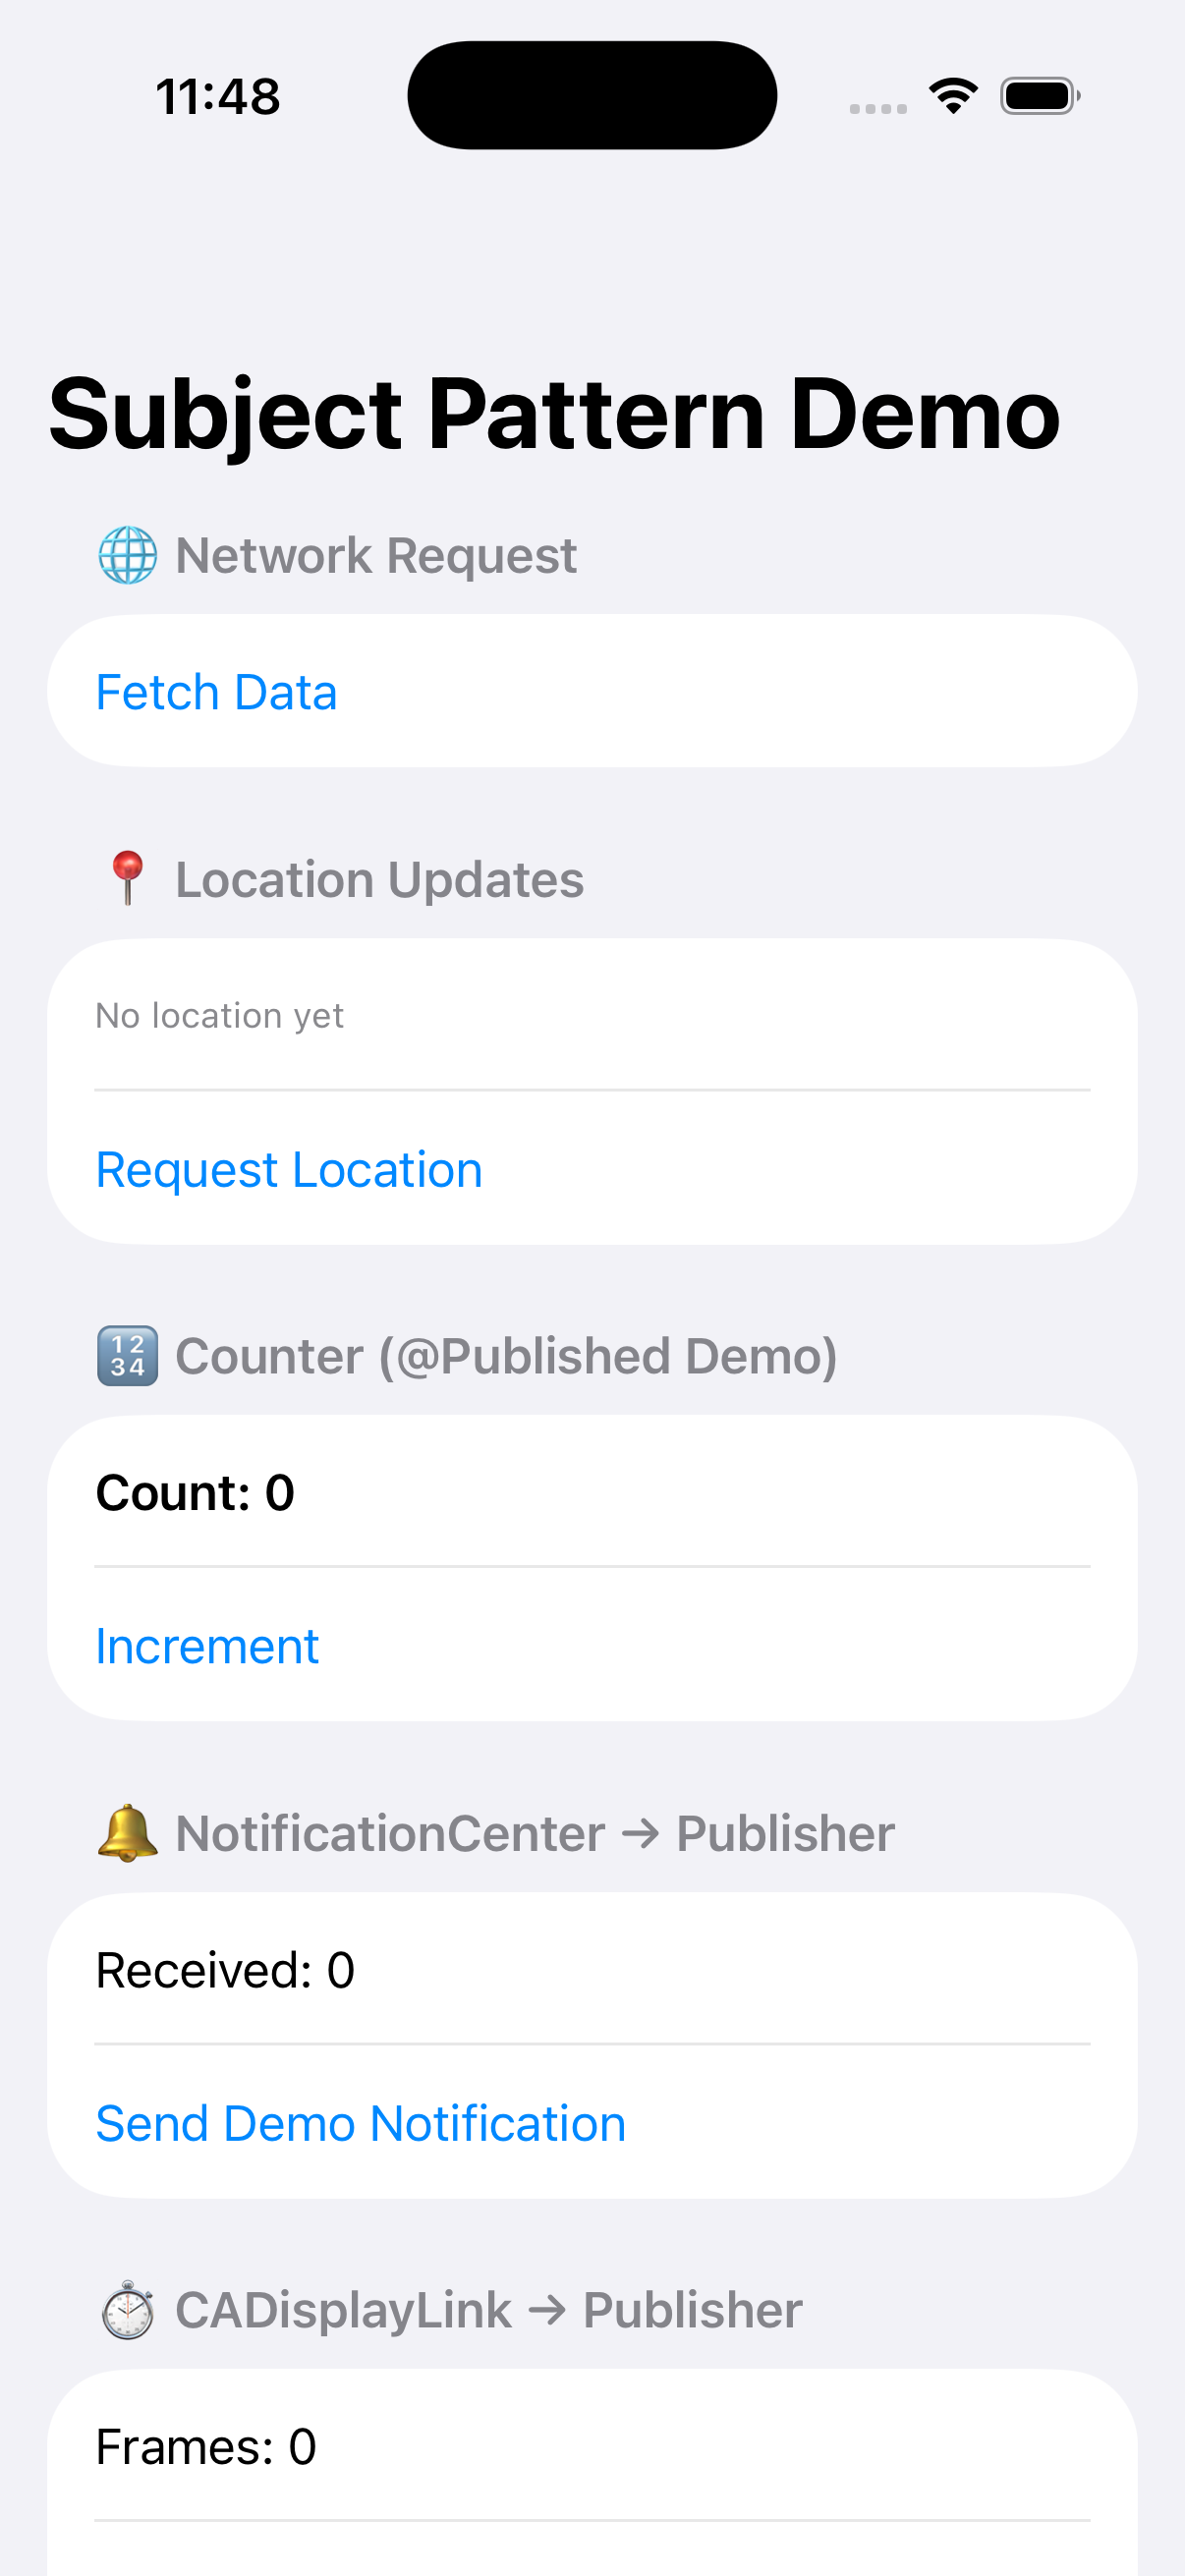 11:48
Subject Pattern Demo
🌐 Network Request
Fetch Data
📍 Location Updates
No location yet
Request Location
🔢 Counter (@Published Demo)
Count: 0
Increment
🔔 NotificationCenter → Publisher
Received: 0
Send Demo Notification
⏱️ CADisplayLink → Publisher
Frames: 0